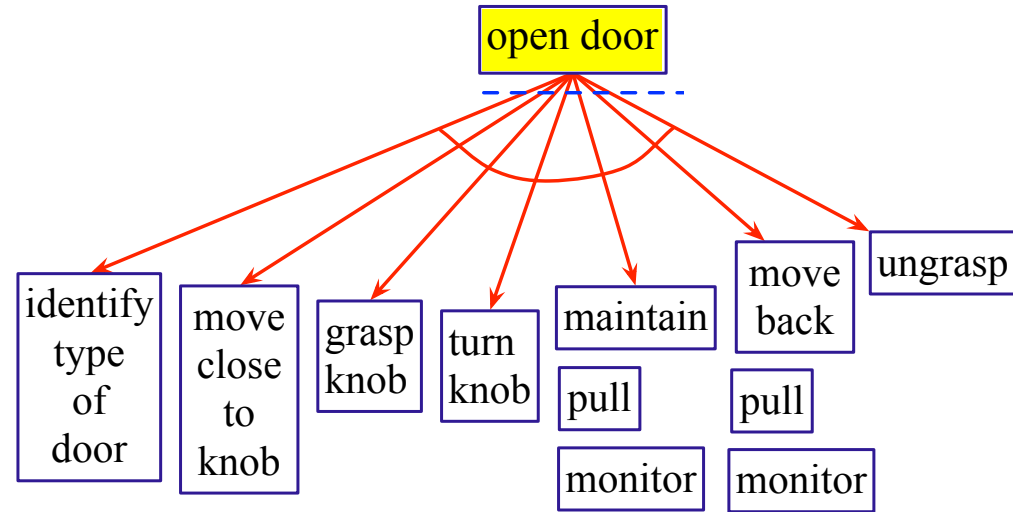 open door
identify
type
of
door
move
close
to
knob
grasp
knob
turn
knob
maintain
pull
monitor
move
back
pull
monitor
ungrasp